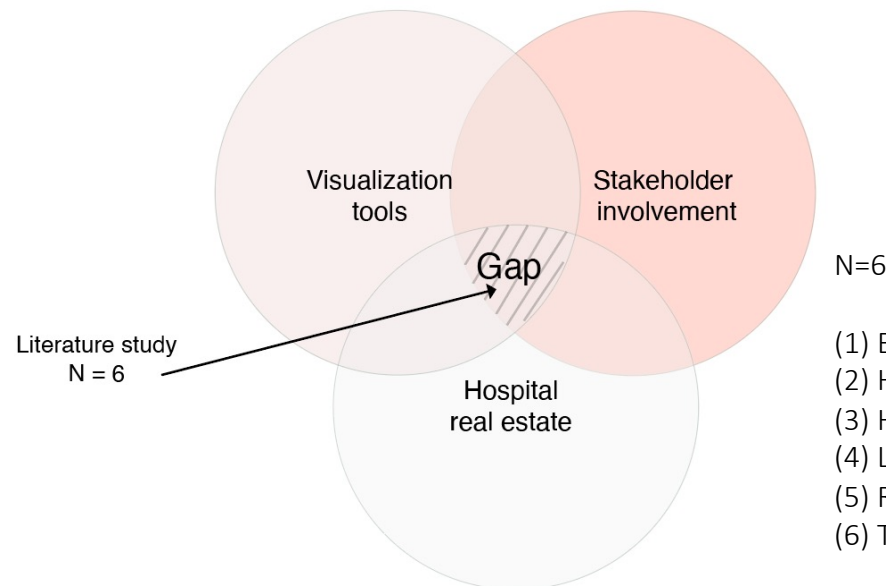 Visualization
tools
Stakeholder
involvement
Gap
Literature study
N = 6
Hospital
real estate
N=6
(1)
(2)
(3)
(4)
(5)
(6)